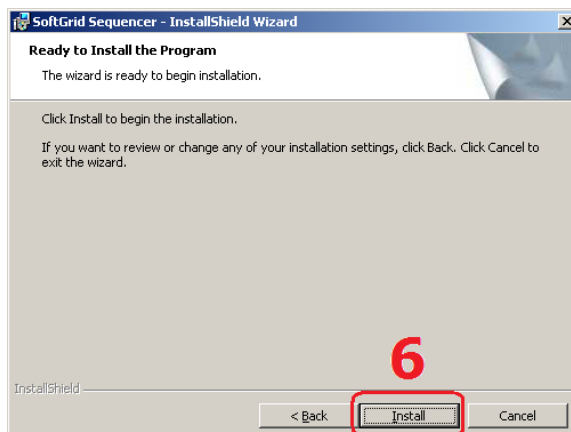 SoftGrid Sequencer - InstallShield Wizard
Ready to Install the Program
The wizard is ready to begin installation.
Click Install to begin the installation.
If you want to review or change any of your installation settings, click Back. Click Cancel to
exit the wizard.
6
InstallShield
< Back Install Cancel